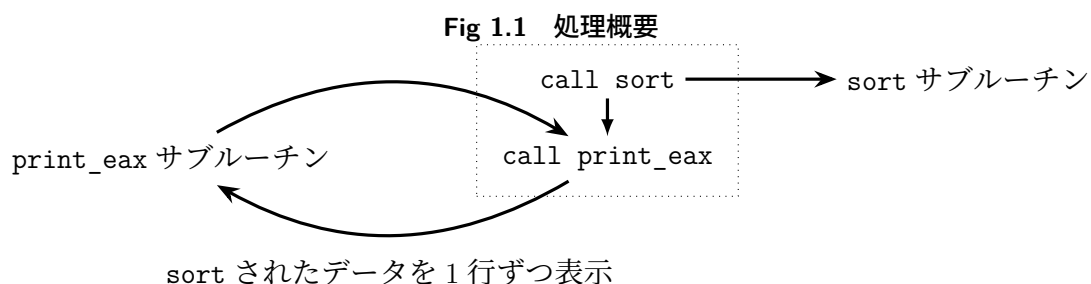 Fig 1.1 処理概要
call sort
sort サブルーチン
print_eax サブルーチン
call print_eax
sort されたデータを 1 行ずつ表示